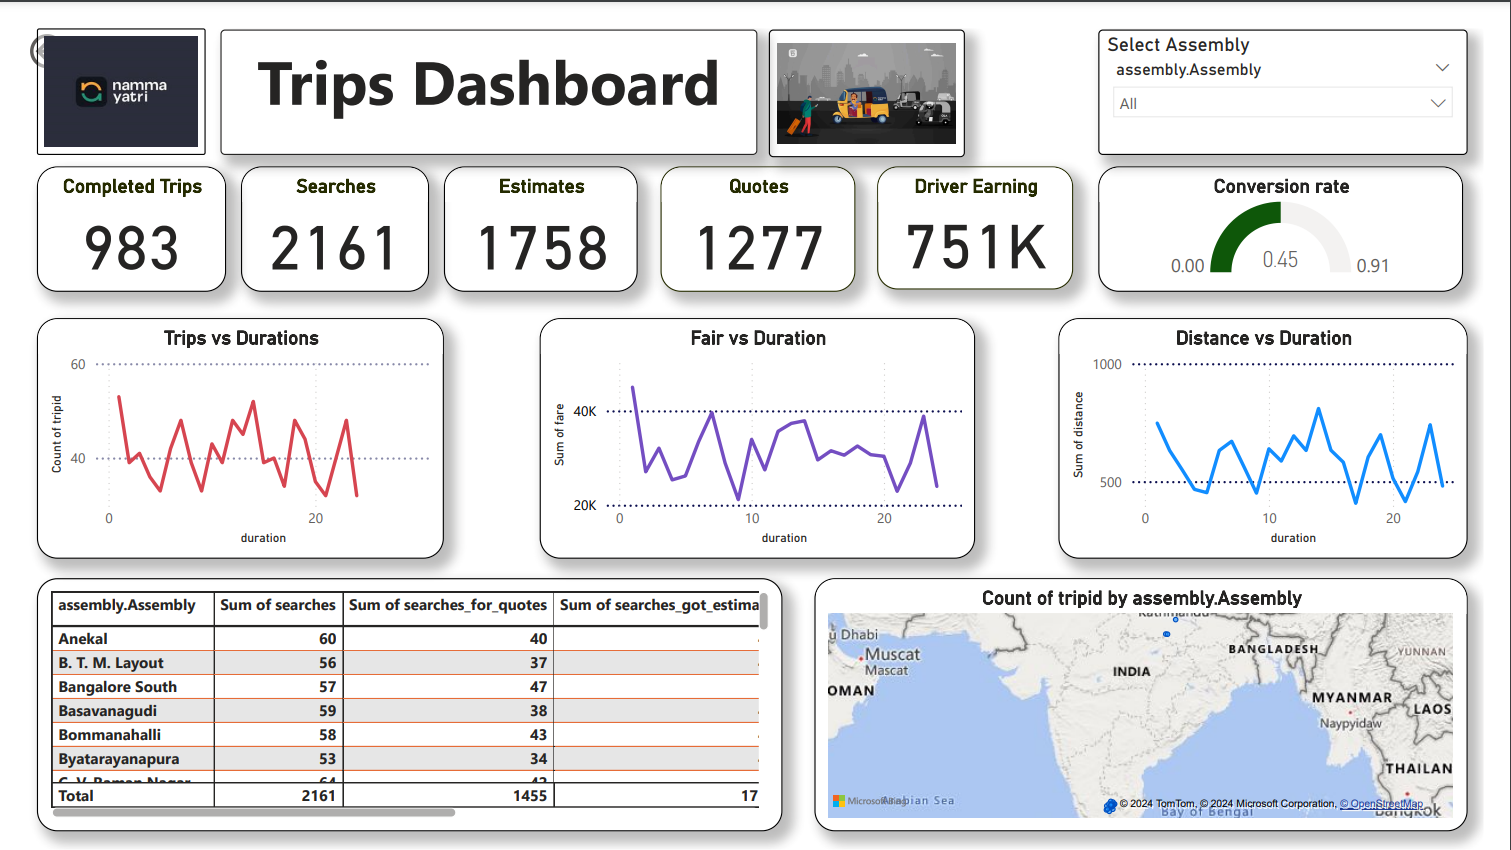 namma
yatri
Trips Dashboard
Select Assembly
assembly.Assembly
All
Completed Trips
983
Searches
2161
Estimates
1758
Quotes
1277
Driver Earning
751K
Conversion rate
0.00
0.45
0.91
Trips vs Durations
Count of tripid
60
40
0
20
duration
Fair vs Duration
Sum of fare
40K
20K
0
10
20
duration
Distance vs Duration
Sum of distance
1000
500
0
10
20
duration
assembly.Assembly Sum of searches Sum of searches_for_quotes Sum of searches_got_estima
Anekal 60 40
B. T. M. Layout 56 37
Bangalore South 57 47
Basavanagudi 59 38
Bommanahalli 58 43
Byatarayanapura 53 34
C. V. Raman Nagar 64 42
Total 2161 1455 17
Count of tripid by assembly.Assembly
Kathmandu
u Dhabi
Muscat
Mascat
OMAN
INDIA
BANGLADESH
YUNNAN
MYANMAR
LAOS
Naypyidaw
THAILAN
Bangkok
Arabian Sea
Bay of Bengal
Microsoft Bing
© 2024 TomTom, © 2024 Microsoft Corporation, © OpenStreetMap